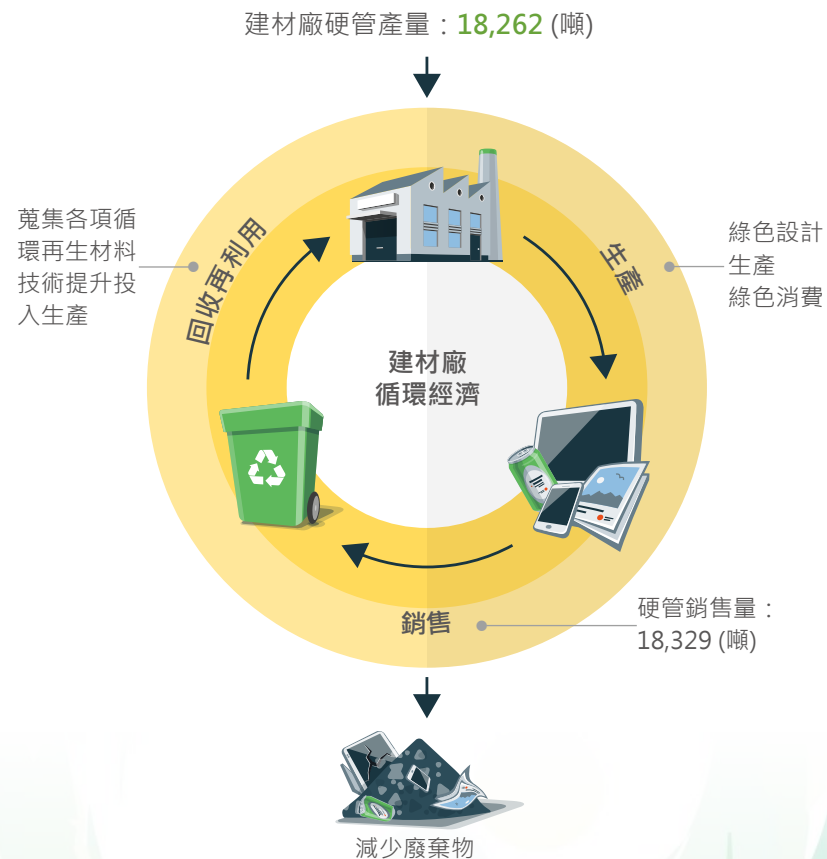 建材廠硬管產量：18,262 (噸)
蒐集各項循
環再生材料
技術提升投
入生產
回收再利用
生產
綠色設計
生產
綠色消費
建材廠
循環經濟
銷售
硬管銷售量：
18,329 (噸)
減少廢棄物